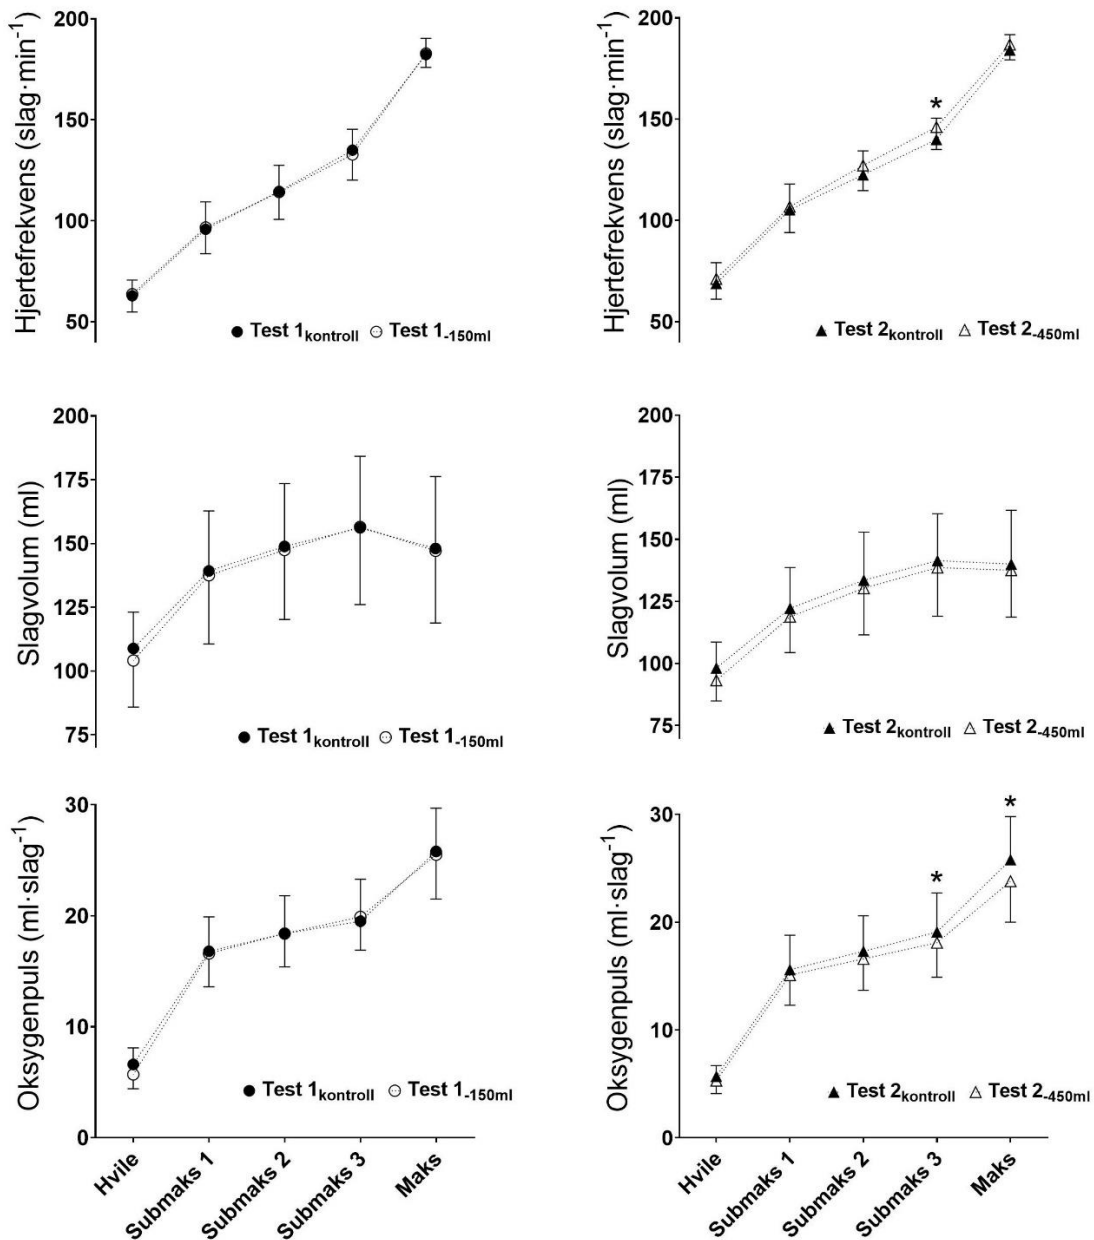 Hjertefrekvens (slag·min⁻¹)
200
150
100
50
● Test 1kontroll ○ Test 1-150ml
Hjertefrekvens (slag·min⁻¹)
200
150
100
50
*
▲ Test 2kontroll △ Test 2-450ml
Slagvolum (ml)
200
175
150
125
100
75
● Test 1kontroll ○ Test 1-150ml
Slagvolum (ml)
200
175
150
125
100
75
▲ Test 2kontroll △ Test 2-450ml
Oksygenpuls (ml·slag⁻¹)
30
20
10
0
● Test 1kontroll ○ Test 1-150ml
Hvile
Submaks 1
Submaks 2
Submaks 3
Maks
Oksygenpuls (ml·slag⁻¹)
30
20
10
0
*
*
▲ Test 2kontroll △ Test 2-450ml
Hvile
Submaks 1
Submaks 2
Submaks 3
Maks